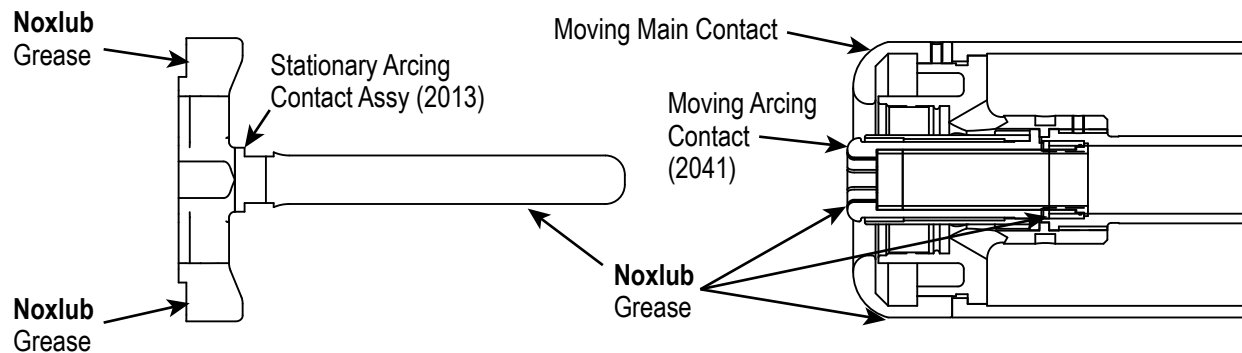 Noxlub
Grease
Stationary Arcing
Contact Assy (2013)
Noxlub
Grease
Moving Main Contact
Moving Arcing
Contact
(2041)
Noxlub
Grease